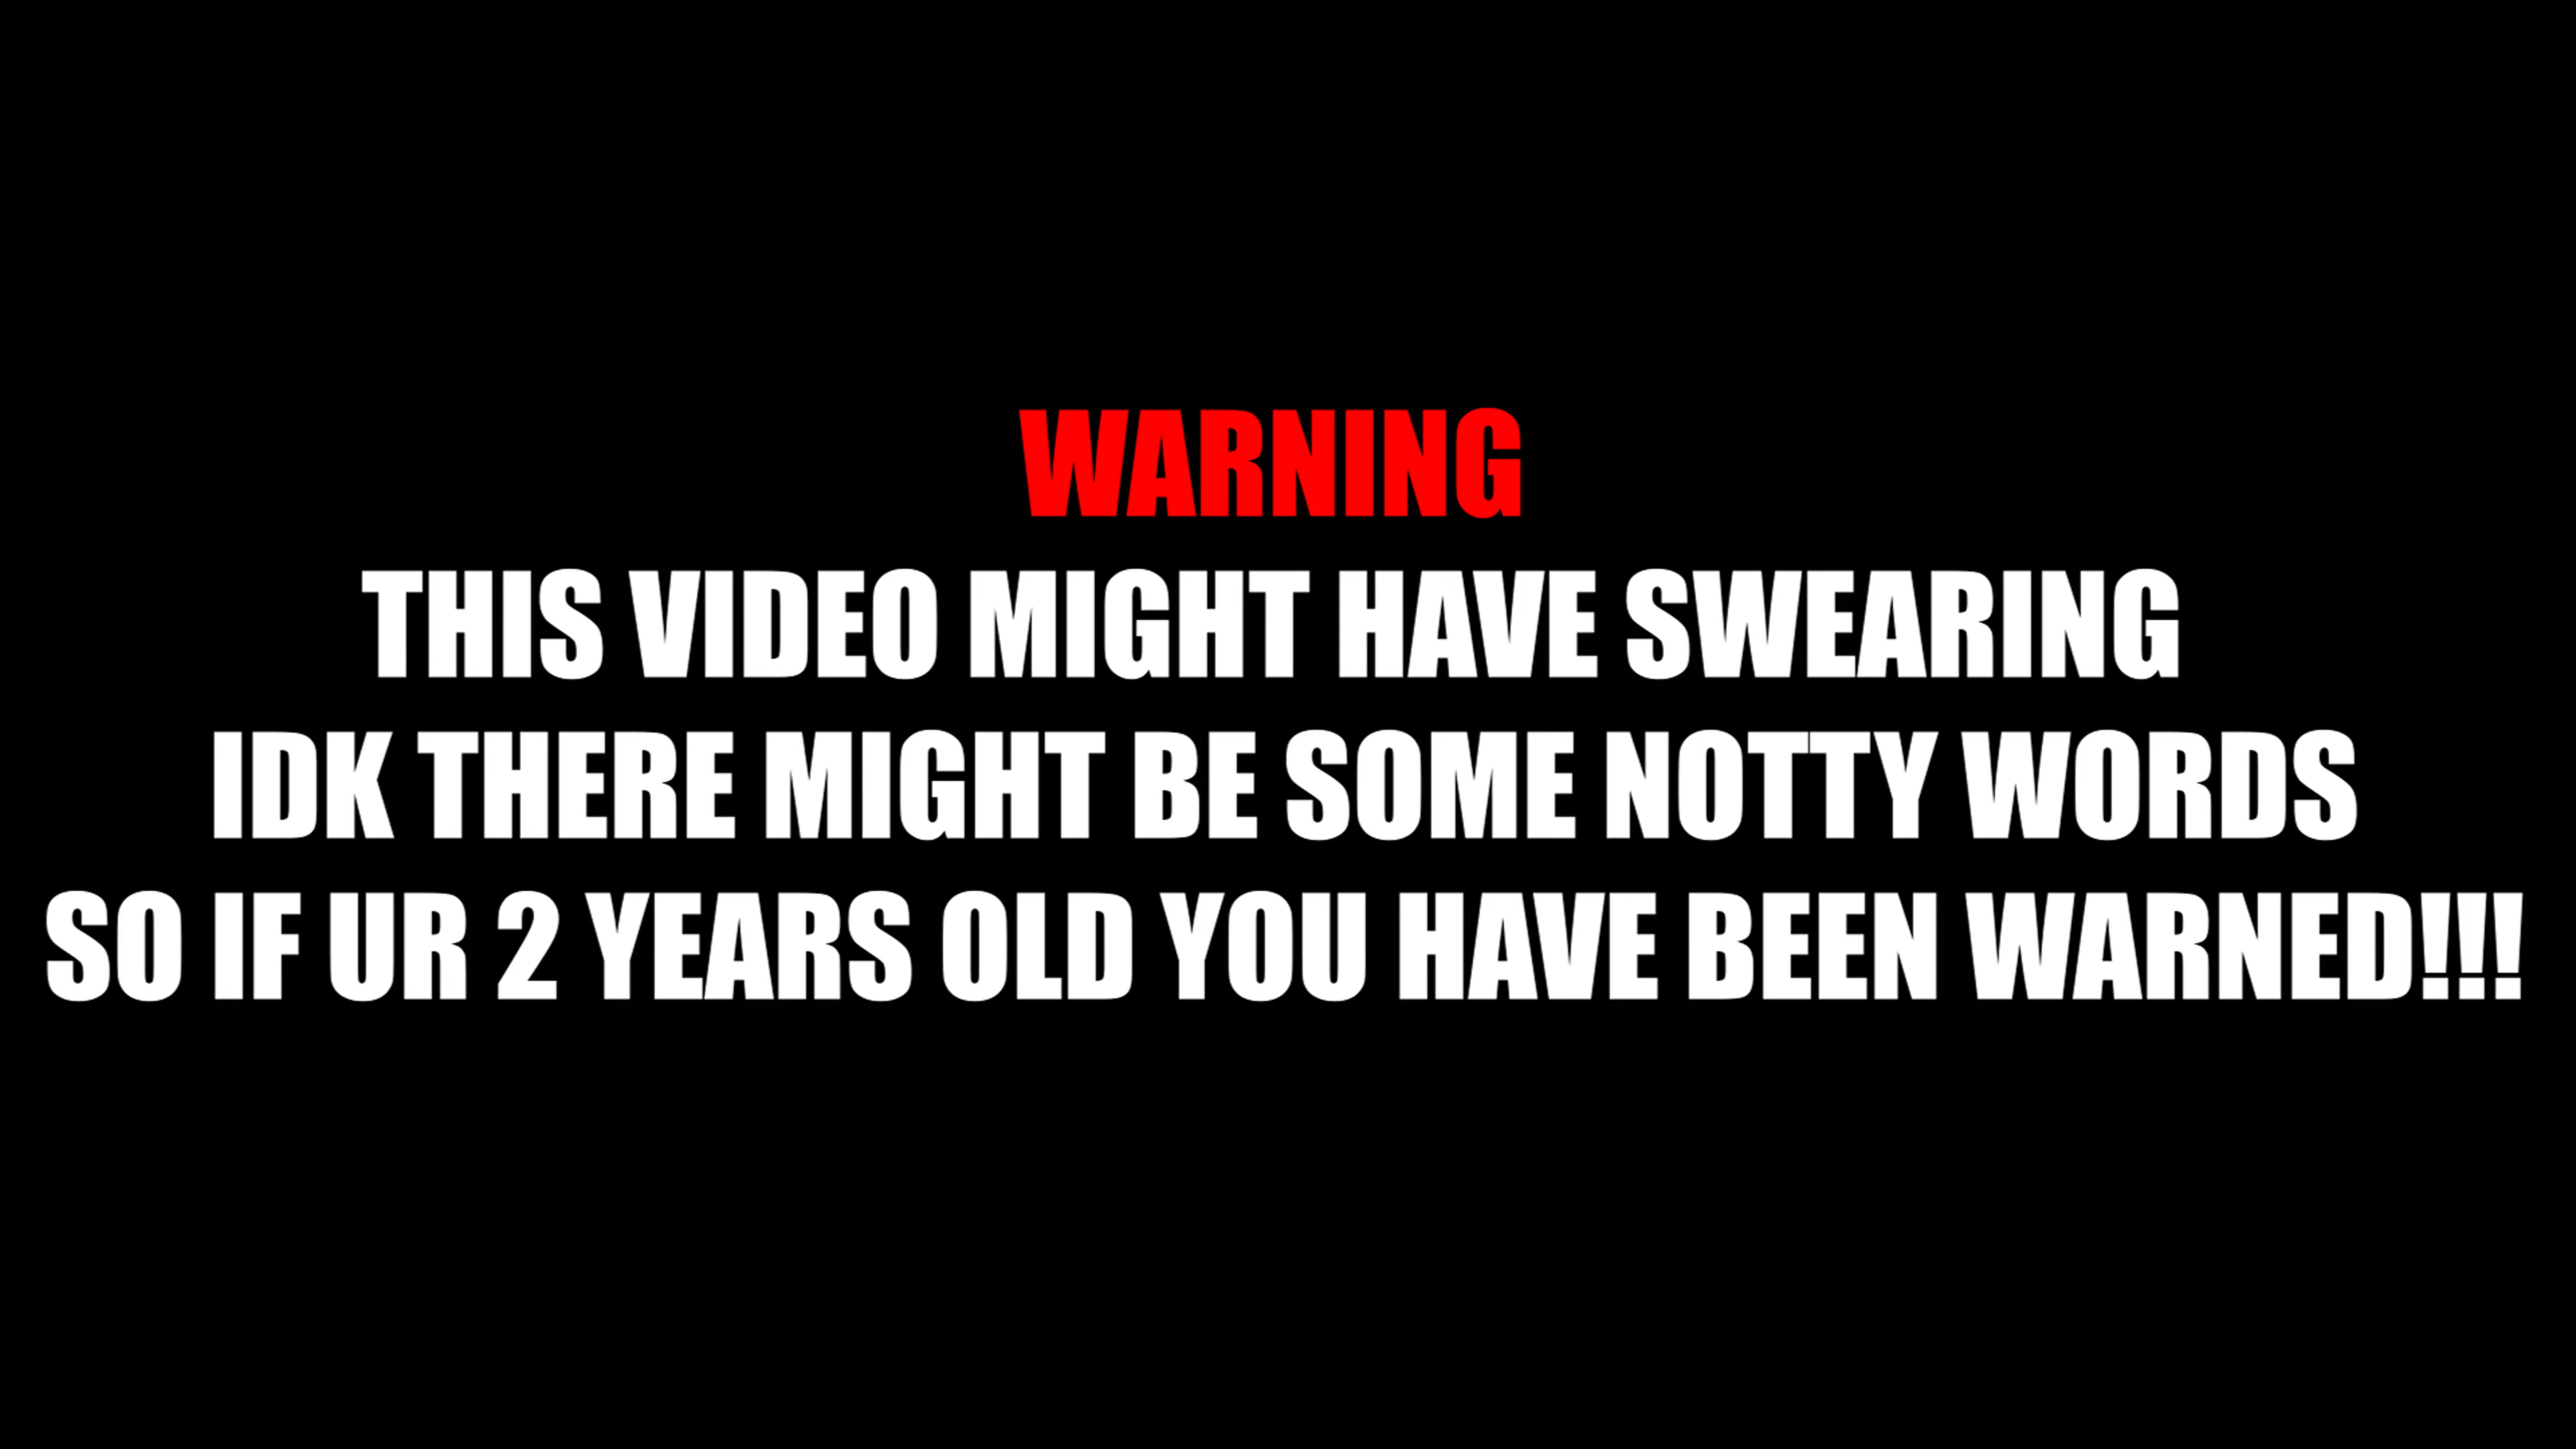 WARNING
THIS VIDEO MIGHT HAVE SWEARING
IDK THERE MIGHT BE SOME NOTTY WORDS
SO IF UR 2 YEARS OLD YOU HAVE BEEN WARNED!!!